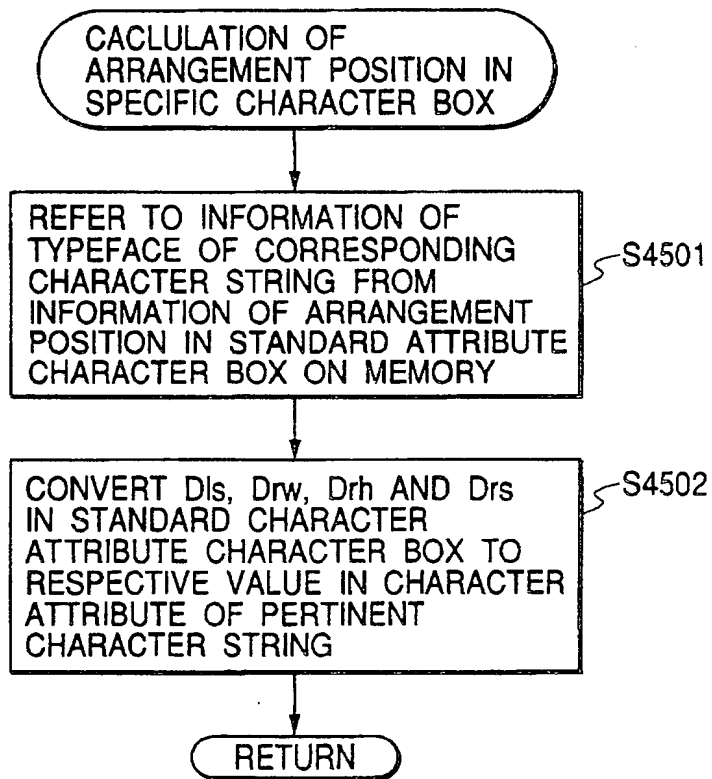 CACLULATION OF
ARRANGEMENT POSITION IN
SPECIFIC CHARACTER BOX
REFER TO INFORMATION OF
TYPEFACE OF CORRESPONDING
CHARACTER STRING FROM
INFORMATION OF ARRANGEMENT
POSITION IN STANDARD ATTRIBUTE
CHARACTER BOX ON MEMORY
S4501
CONVERT Dls, Drw, Drh AND Drs
IN STANDARD CHARACTER
ATTRIBUTE CHARACTER BOX TO
RESPECTIVE VALUE IN CHARACTER
ATTRIBUTE OF PERTINENT
CHARACTER STRING
S4502
RETURN